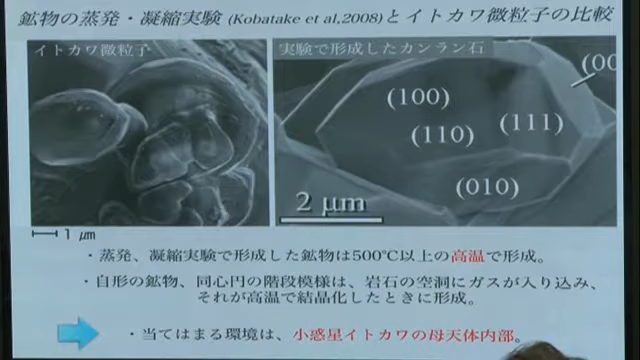 鉱物の蒸発・凝縮実験 (Kobatake et al,2008)とイトカワ微粒子の比較
イトカワ微粒子
実験で形成したカンラン石
(00
(100)
(110)
(111)
(010)
2 μm
1 μm
・蒸発、凝縮実験で形成した鉱物は500℃以上の高温で形成。
・自形の鉱物、同心円の階段模様は、岩石の空洞にガスが入り込み、
それが高温で結晶化したときに形成。
・当てはまる環境は、小惑星イトカワの母天体内部。